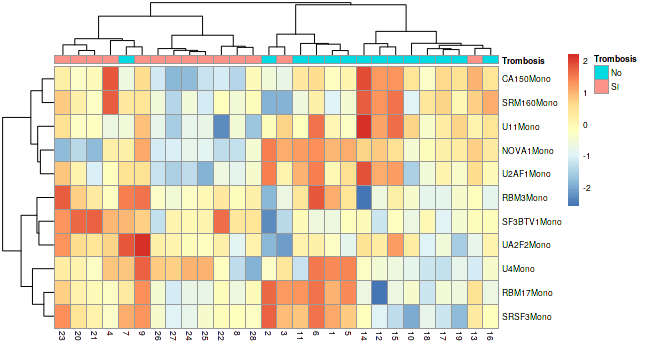 Trombosis
CA150Mono
SRM160Mono
U11Mono
NOVA1Mono
U2AF1Mono
RBM3Mono
SF3BTV1Mono
UA2F2Mono
U4Mono
RBM17Mono
SRSF3Mono
23 20 21 4 7 9 26 27 24 25 22 8 28 2 3 11 6 1 5 14 12 15 10 18 17 19 13 16
2
1
0
-1
-2
Trombosis
No
SI